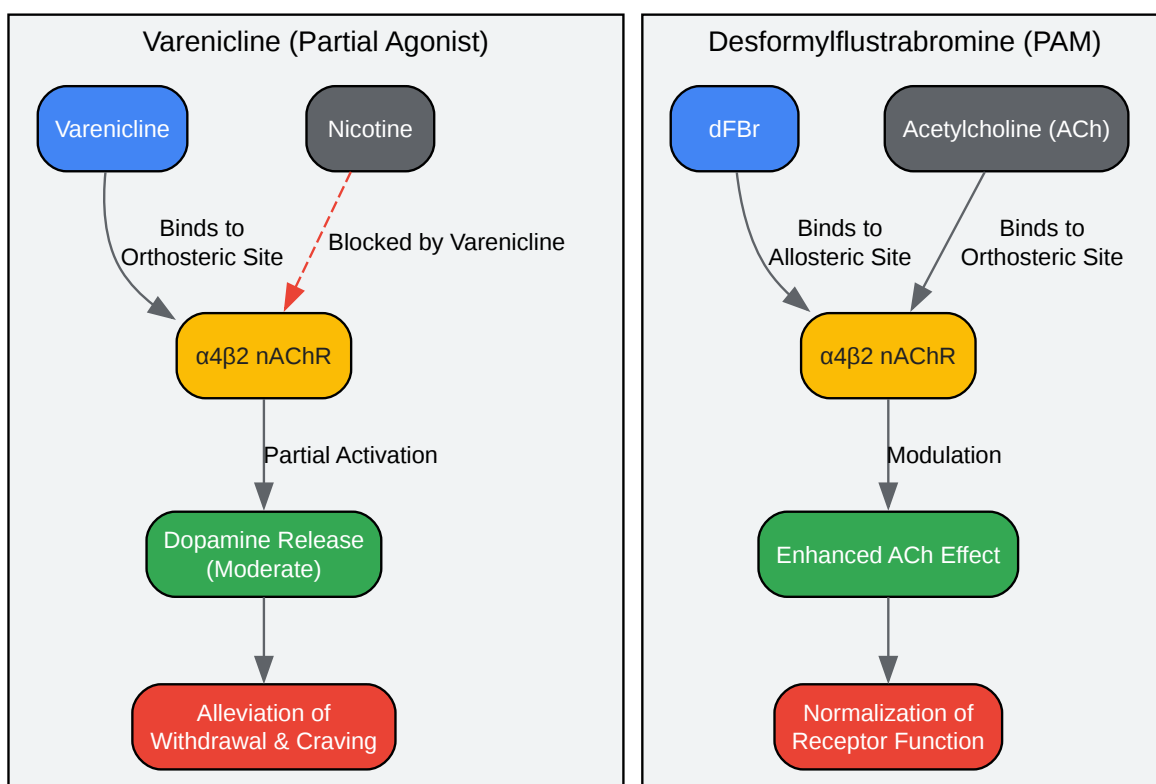 Varenicline (Partial Agonist)
Varenicline
Nicotine
Binds to
Orthosteric Site
Blocked by Varenicline
α4β2 nAChR
Partial Activation
Dopamine Release
(Moderate)
Alleviation of
Withdrawal & Craving
Desformylflustrabromine (PAM)
dFBr
Acetylcholine (ACh)
Binds to
Allosteric Site
Binds to
Orthosteric Site
α4β2 nAChR
Modulation
Enhanced ACh Effect
Normalization of
Receptor Function